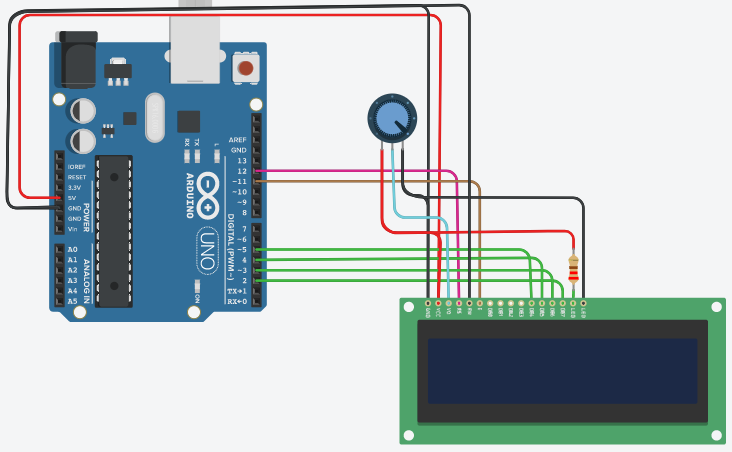 AREF
GND
RX
TX
L
13
12
~11
IOREF
RESET
~10
3.3V
~9
5V
8
GND
GND
Vin
POWER
ARDUINO
7
~6
A0
~5
A1
4
A2
~3
A3
2
A4
TX→1
A5
RX←0
ANALOG IN
UNO
DIGITAL (PWM~)
ON
GND
VCC
V0
RS
RW
E
DB0
DB1
DB2
DB3
DB4
DB5
DB6
DB7
LED
LED